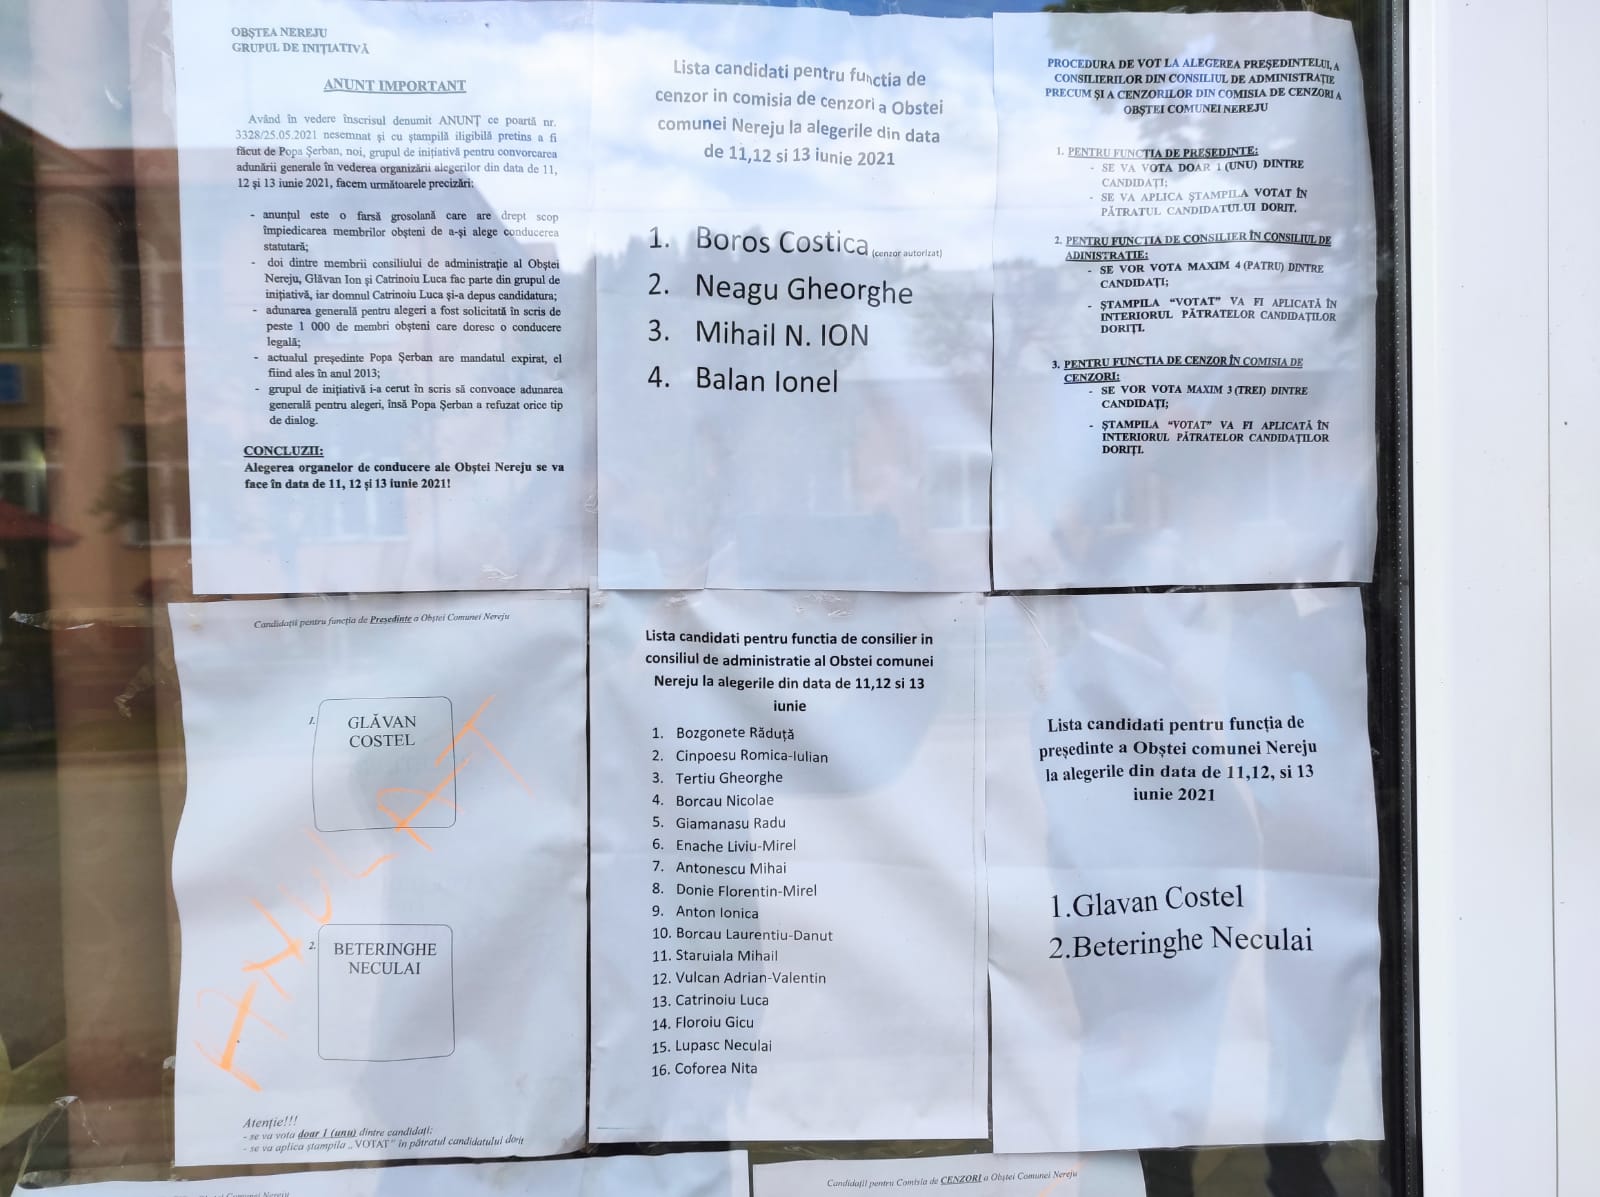 OBȘTEA NEREJU
GRUPUL DE INIȚIATIVĂ
ANUNT IMPORTANT
Având în vedere înscrisul denumit ANUNȚ ce poartă nr.
3328/25.05.2021 nesemnat și cu ștampilă iligibilă pretins a fi
făcut de Popa Șerban, noi, grupul de inițiativă pentru convorcarea
adunării generale în vederea organizării alegerilor din data de 11,
12 și 13 iunie 2021, facem următoarele precizări:
- anunțul este o farsă grosolană care are drept scop
împiedicarea membrilor obșteni de a-și alege conducerea
statutară;
- doi dintre membrii consiliului de administrație al Obștei
Nereju, Glăvan Ion și Catrinoiu Luca fac parte din grupul de
inițiativă, iar domnul Catrinoiu Luca și-a depus candidatura;
- adunarea generală pentru alegeri a fost solicitată în scris de
peste 1 000 de membri obșteni care doresc o conducere
legală;
- actualul președinte Popa Șerban are mandatul expirat, el
fiind ales în anul 2013;
- grupul de inițiativă i-a cerut în scris să convoace adunarea
generală pentru alegeri, însă Popa Șerban a refuzat orice tip
de dialog.
CONCLUZII:
Alegerea organelor de conducere ale Obștei Nereju se va
face în data de 11, 12 și 13 iunie 2021!
Lista candidati pentru functia de
cenzor in comisia de cenzori a Obstei
comunei Nereju la alegerile din data
de 11,12 si 13 iunie 2021
1. Boros Costica (cenzor autorizat)
2. Neagu Gheorghe
3. Mihail N. ION
4. Balan Ionel
PROCEDURA DE VOT LA ALEGEREA PREȘEDINTELUI, A
CONSILIERILOR DIN CONSILIUL DE ADMINISTRAȚIE
PRECUM ȘI A CENZORILOR DIN COMISIA DE CENZORI A
OBȘTEI COMUNEI NEREJU
1. PENTRU FUNCȚIA DE PREȘEDINTE:
- SE VA VOTA DOAR 1 (UNU) DINTRE
CANDIDAȚI;
- SE VA APLICA ȘTAMPILA VOTAT ÎN
PĂTRATUL CANDIDATULUI DORIT.
2. PENTRU FUNCȚIA DE CONSILIER ÎN CONSILIUL DE
ADINISTRAȚIE:
- SE VOR VOTA MAXIM 4 (PATRU) DINTRE
CANDIDAȚI;
- ȘTAMPILA “VOTAT” VA FI APLICATĂ ÎN
INTERIORUL PĂTRATELOR CANDIDAȚILOR
DORIȚI.
3. PENTRU FUNCȚIA DE CENZOR ÎN COMISIA DE
CENZORI:
- SE VOR VOTA MAXIM 3 (TREI) DINTRE
CANDIDAȚI;
- ȘTAMPILA “VOTAT” VA FI APLICATĂ ÎN
INTERIORUL PĂTRATELOR CANDIDAȚILOR
DORIȚI.
Candidații pentru funcția de Președinte a Obștei Comunei Nereju
1. GLĂVAN
COSTEL
ANULAT
2. BETERINGHE
NECULAI
Atenție!!!
- se va vota doar 1 (unu) dintre candidați;
- se va aplica ștampila „VOTAT” în pătratul candidatului dorit
Lista candidati pentru functia de consilier in
consiliul de administratie al Obstei comunei
Nereju la alegerile din data de 11,12 si 13
iunie
1. Bozgonete Răduță
2. Cinpoesu Romica-Iulian
3. Tertiu Gheorghe
4. Borcau Nicolae
5. Giamanasu Radu
6. Enache Liviu-Mirel
7. Antonescu Mihai
8. Donie Florentin-Mirel
9. Anton Ionica
10. Borcau Laurentiu-Danut
11. Staruiala Mihail
12. Vulcan Adrian-Valentin
13. Catrinoiu Luca
14. Floroiu Gicu
15. Lupasc Neculai
16. Coforea Nita
Lista candidati pentru funcția de
președinte a Obștei comunei Nereju
la alegerile din data de 11,12, si 13
iunie 2021
1.Glavan Costel
2.Beteringhe Neculai
Comunei Nereju
Candidații pentru Comisia de CENZORI a Obștei Comunei Nereju